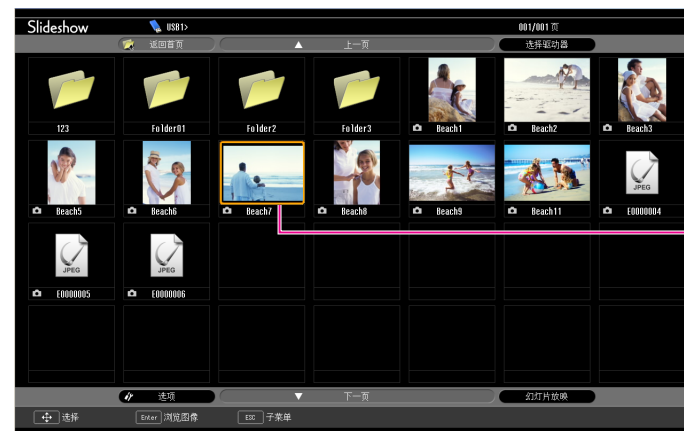 Slideshow USB1> 001/001 页
返回首页 上一页 选择驱动器
123 Folder01 Folder2 Folder3 Beach1 Beach2 Beach3
JPEG
Beach5 Beach6 Beach7 Beach8 Beach9 Beach11 E0000004
JPEG JPEG
E0000005 E0000006
选项 下一页 幻灯片放映
选择 Enter 浏览图像 ESC 子菜单